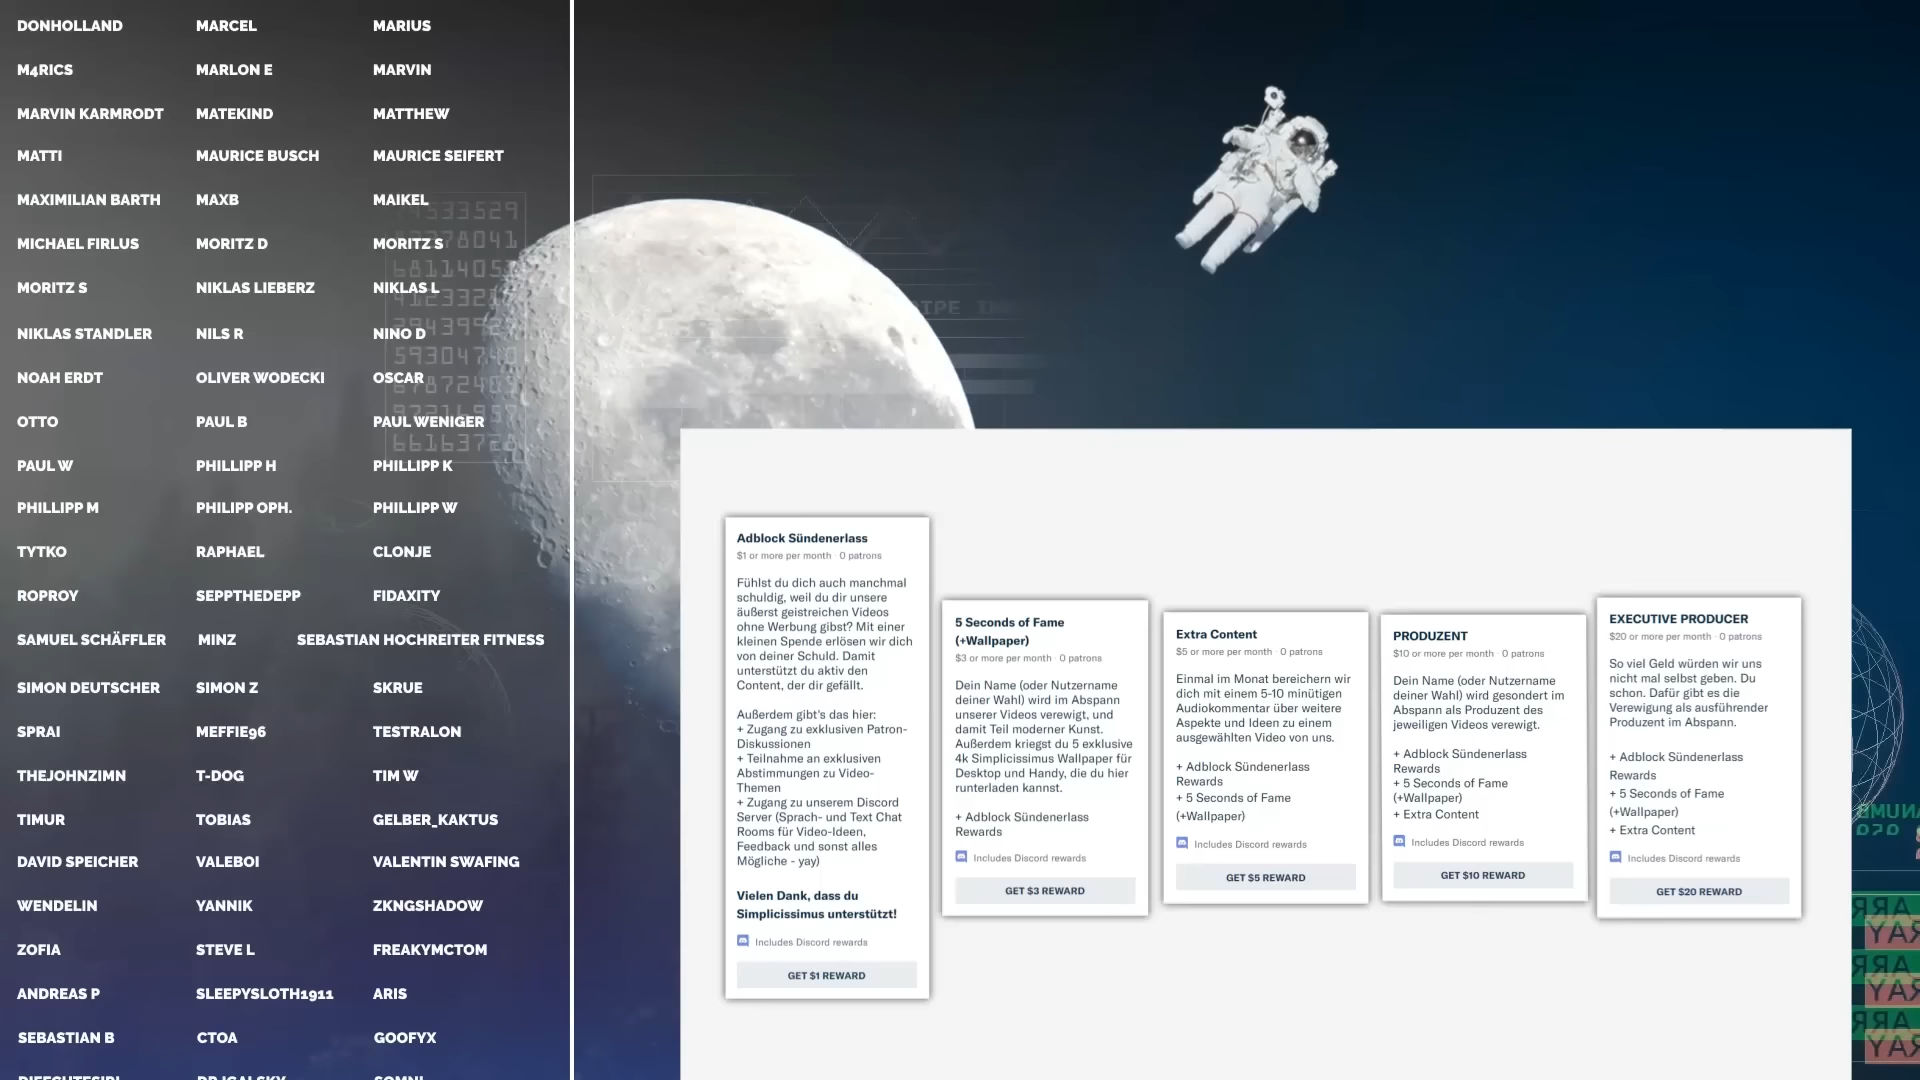 DONHOLLAND MARCEL MARIUS
M4RICS MARLON E MARVIN
MARVIN KARMRODT MATEKIND MATTHEW
MATTI MAURICE BUSCH MAURICE SEIFERT
MAXIMILIAN BARTH MAXB MAIKEL
MICHAEL FIRLUS MORITZ D MORITZ S
MORITZ S NIKLAS LIEBERZ NIKLAS L
NIKLAS STANDLER NILS R NINO D
NOAH ERDT OLIVER WODECKI OSCAR
OTTO PAUL B PAUL WENIGER
PAUL W PHILLIPP H PHILLIPP K
PHILLIPP M PHILIPP OPH. PHILLIPP W
TYTKO RAPHAEL CLONJE
ROPROY SEPPTHEDEPP FIDAXITY
SAMUEL SCHÄFFLER MINZ SEBASTIAN HOCHREITER FITNESS
SIMON DEUTSCHER SIMON Z SKRUE
SPRAI MEFFIE96 TESTRALON
THEJOHNZIMN T-DOG TIM W
TIMUR TOBIAS GELBER_KAKTUS
DAVID SPEICHER VALEBOI VALENTIN SWAFING
WENDELIN YANNIK ZKNGSHADOW
ZOFIA STEVE L FREAKYMCTOM
ANDREAS P SLEEPYSLOTH1911 ARIS
SEBASTIAN B CTOA GOOFYX
Adblock Sündenerlass
$1 or more per month · 0 patrons
Fühlst du dich auch manchmal
schuldig, weil du dir unsere
äußerst geistreichen Videos
ohne Werbung gibst? Mit einer
kleinen Spende erlösen wir dich
von deiner Schuld. Damit
unterstützt du aktiv den
Content, der dir gefällt.
Außerdem gibt's das hier:
+ Zugang zu exklusiven Patron-
Diskussionen
+ Teilnahme an exklusiven
Abstimmungen zu Video-
Themen
+ Zugang zu unserem Discord
Server (Sprach- und Text Chat
Rooms für Video-Ideen,
Feedback und sonst alles
Mögliche - yay)
Vielen Dank, dass du
Simplicissimus unterstützt!
Includes Discord rewards
GET $1 REWARD
5 Seconds of Fame
(+Wallpaper)
$3 or more per month · 0 patrons
Dein Name (oder Nutzername
deiner Wahl) wird im Abspann
unserer Videos verewigt, und
damit Teil moderner Kunst.
Außerdem kriegst du 5 exklusive
4k Simplicissimus Wallpaper für
Desktop und Handy, die du hier
runterladen kannst.
+ Adblock Sündenerlass
Rewards
Includes Discord rewards
GET $3 REWARD
Extra Content
$5 or more per month · 0 patrons
Einmal im Monat bereichern wir
dich mit einem 5-10 minütigen
Audiokommentar über weitere
Aspekte und Ideen zu einem
ausgewählten Video von uns.
+ Adblock Sündenerlass
Rewards
+ 5 Seconds of Fame
(+Wallpaper)
Includes Discord rewards
GET $5 REWARD
PRODUZENT
$10 or more per month · 0 patrons
Dein Name (oder Nutzername
deiner Wahl) wird gesondert im
Abspann als Produzent des
jeweiligen Videos verewigt.
+ Adblock Sündenerlass
Rewards
+ 5 Seconds of Fame
(+Wallpaper)
+ Extra Content
Includes Discord rewards
GET $10 REWARD
EXECUTIVE PRODUCER
$20 or more per month · 0 patrons
So viel Geld würden wir uns
nicht mal selbst geben. Du
schon. Dafür gibt es die
Verewigung als ausführender
Produzent im Abspann.
+ Adblock Sündenerlass
Rewards
+ 5 Seconds of Fame
(+Wallpaper)
+ Extra Content
Includes Discord rewards
GET $20 REWARD